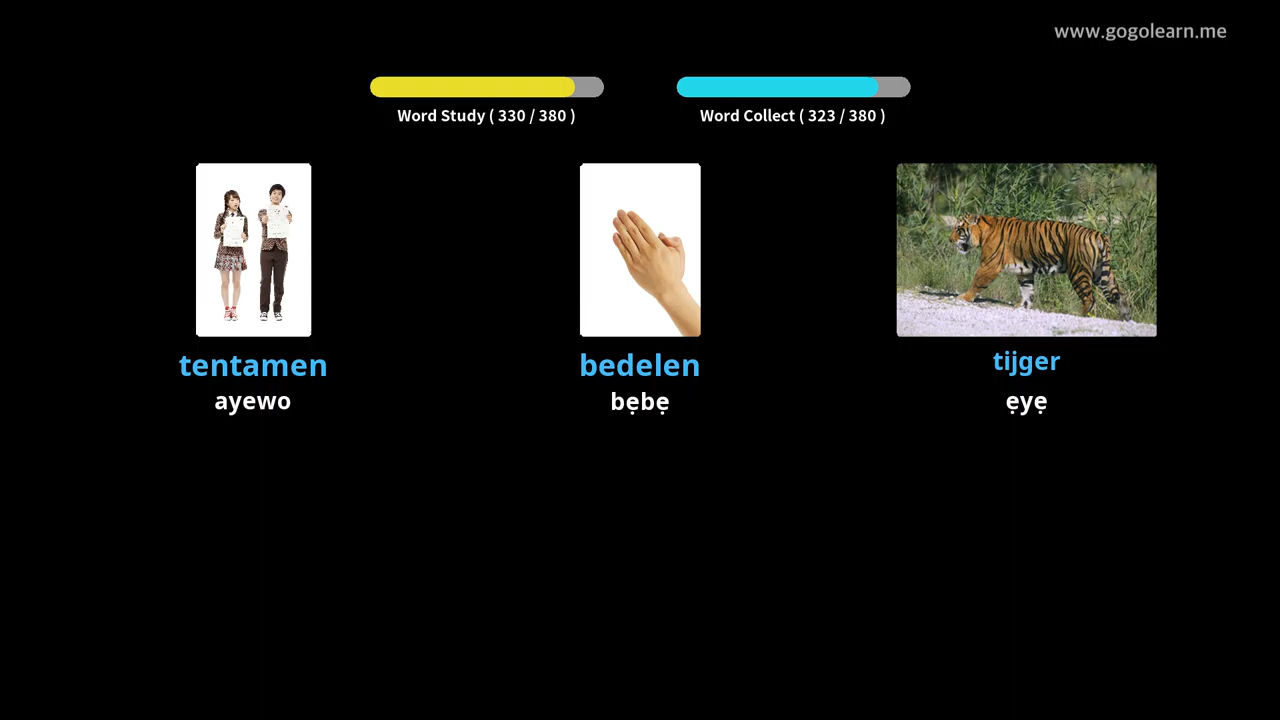 www.gogolearn.me
Word Study ( 330 / 380 )
Word Collect ( 323 / 380 )
tentamen
ayewo
bedelen
bẹbẹ
tijger
ẹyẹ